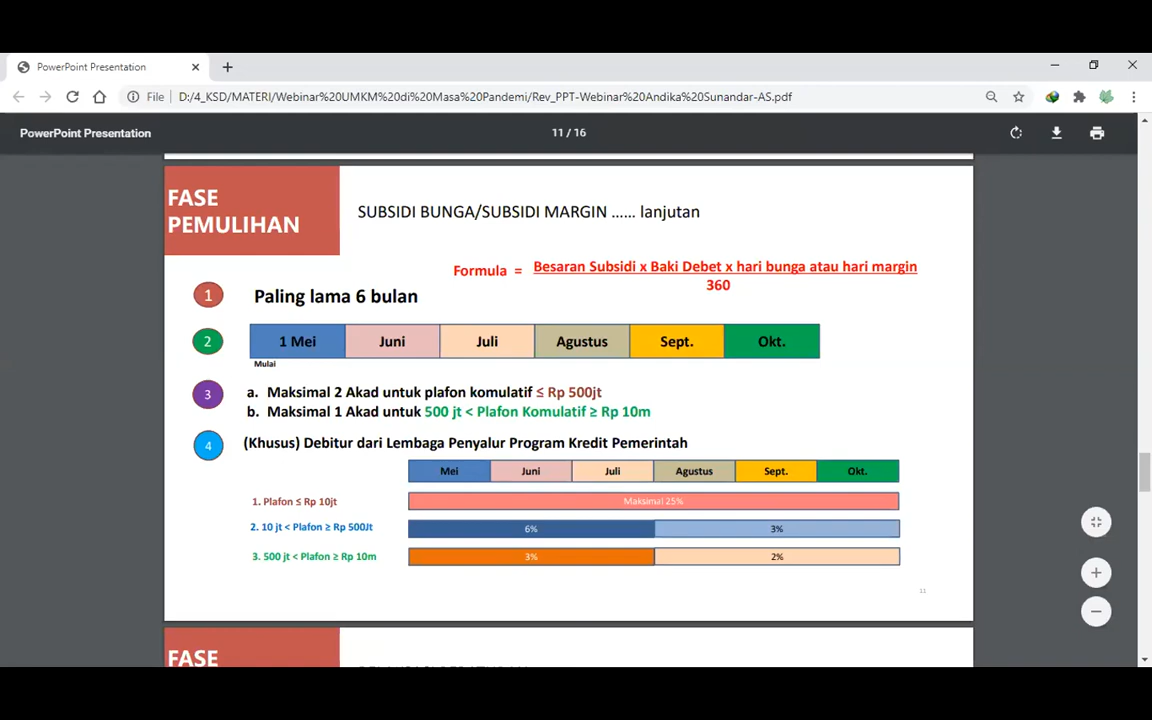 PowerPoint Presentation
File D:/4_KSD/MATERI/Webinar%20UMKM%20di%20Masa%20Pandemi/Rev_PPT-Webinar%20Andika%20Sunandar-AS.pdf
PowerPoint Presentation 11 / 16
FASE
PEMULIHAN
SUBSIDI BUNGA/SUBSIDI MARGIN ...... lanjutan
Formula = Besaran Subsidi x Baki Debet x hari bunga atau hari margin
360
1 Paling lama 6 bulan
2 1 Mei Juni Juli Agustus Sept. Okt.
Mulai
3 a. Maksimal 2 Akad untuk plafon komulatif ≤ Rp 500jt
b. Maksimal 1 Akad untuk 500 jt < Plafon Komulatif ≥ Rp 10m
4 (Khusus) Debitur dari Lembaga Penyalur Program Kredit Pemerintah
Mei Juni Juli Agustus Sept. Okt.
1. Plafon ≤ Rp 10jt Maksimal 25%
2. 10 jt < Plafon ≥ Rp 500Jt 6% 3%
3. 500 jt < Plafon ≥ Rp 10m 3% 2%
11
FASE